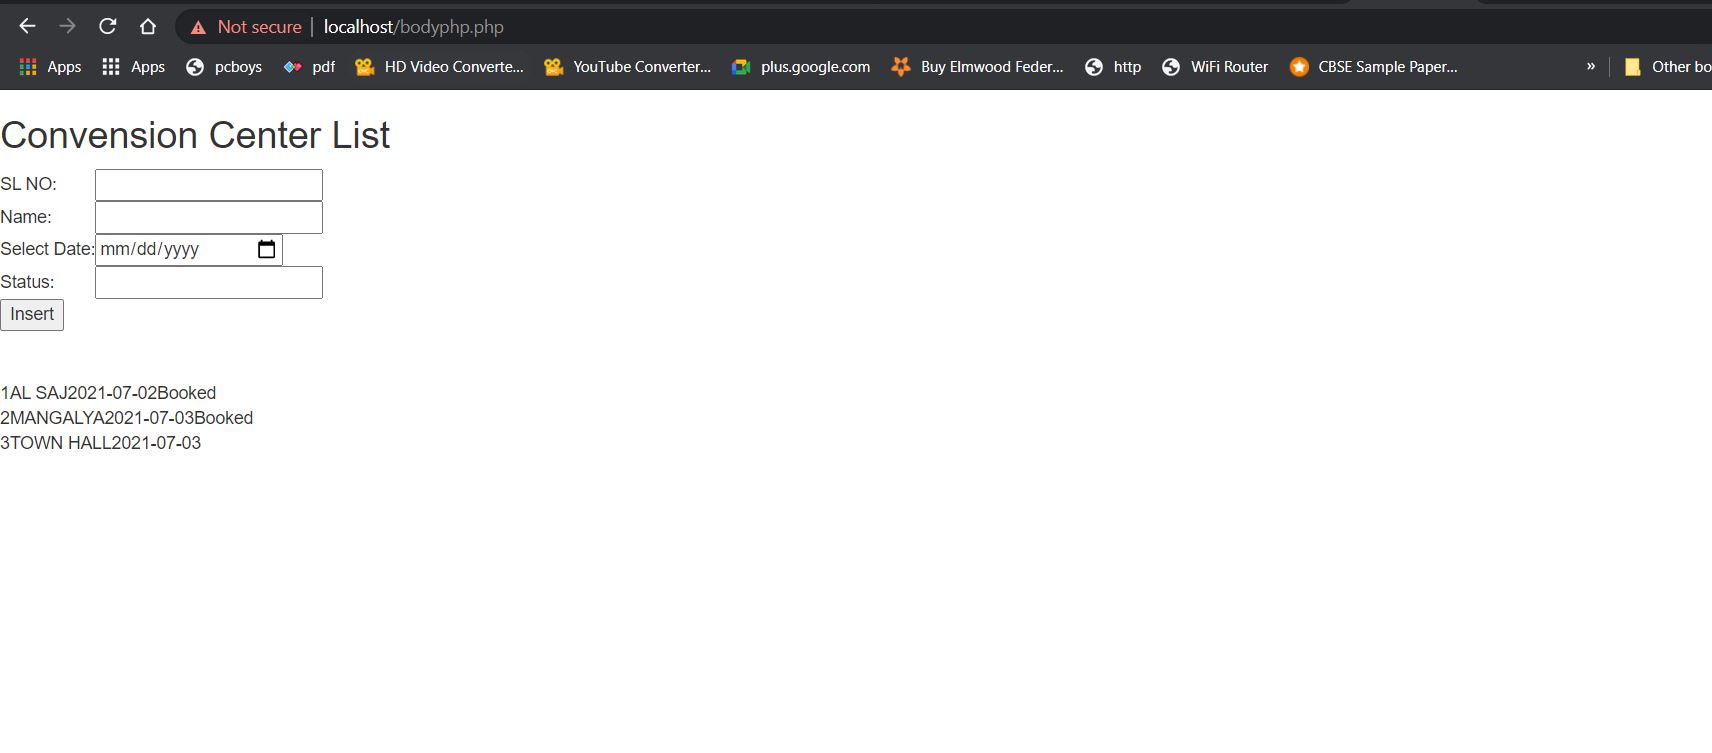 Not secure | localhost/bodyphp.php
Apps Apps pcboys pdf HD Video Converte... YouTube Converter... plus.google.com Buy Elmwood Feder... http WiFi Router CBSE Sample Paper... » Other bo
Convension Center List
SL NO:
Name:
Select Date: mm/dd/yyyy
Status:
Insert
1AL SAJ2021-07-02Booked
2MANGALYA2021-07-03Booked
3TOWN HALL2021-07-03